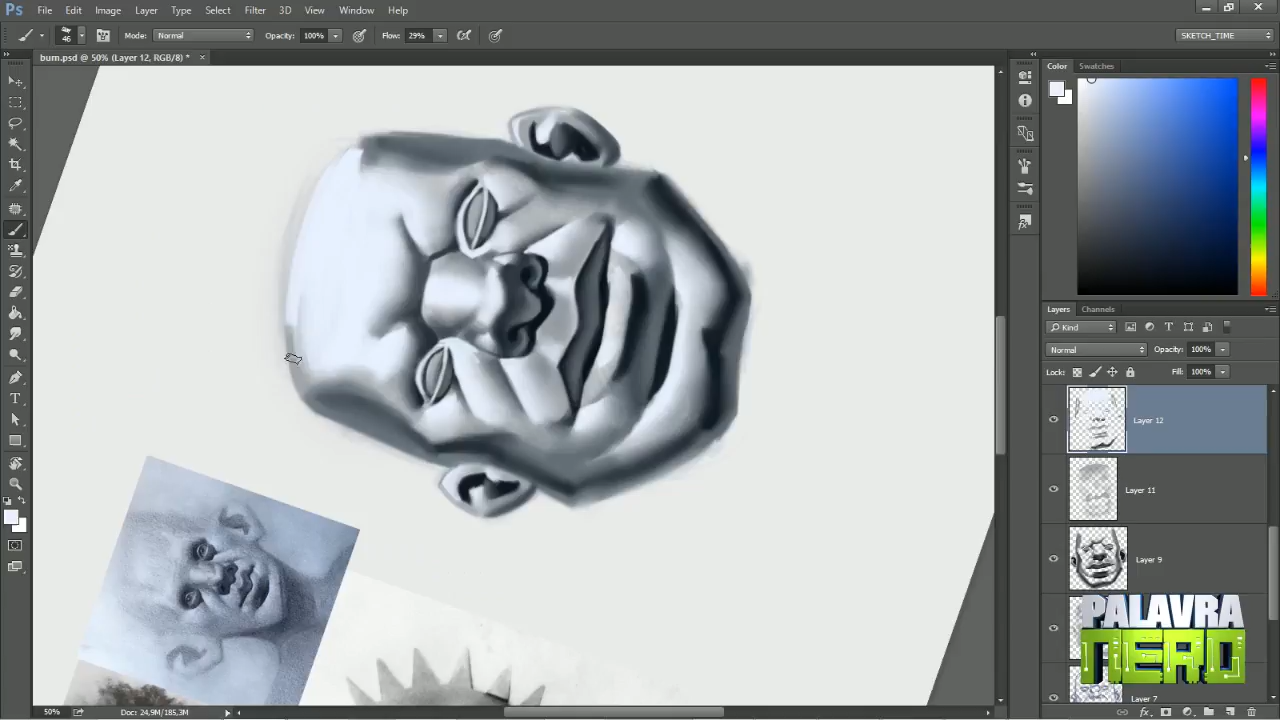 Ps File Edit Image Layer Type Select Filter 3D View Window Help
46 Mode: Normal Opacity: 100% Flow: 29% SKETCH_TIME
bum.psd @ 50% (Layer 12, RGB/8) *
Color Swatches
Layers Channels
Kind
Normal Opacity: 100%
Lock: Fill: 100%
Layer 12
Layer 11
Layer 9
PALAVRA
NERD
Layer 7
50% Doc: 24,9M/185,3M